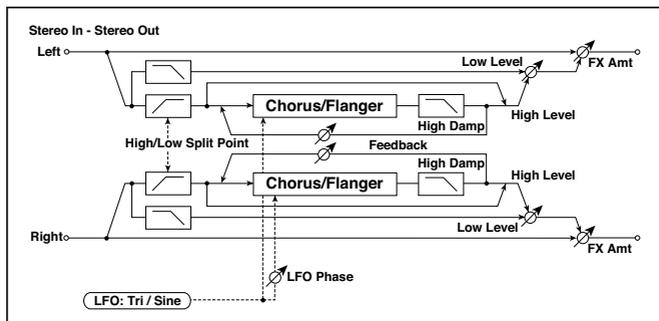 Stereo In - Stereo Out
Left
Low Level
FX Amt
Chorus/Flanger
High Level
High Damp
High/Low Split Point
Feedback
High Damp
Chorus/Flanger
High Level
Low Level
Right
FX Amt
LFO Phase
LFO: Tri / Sine